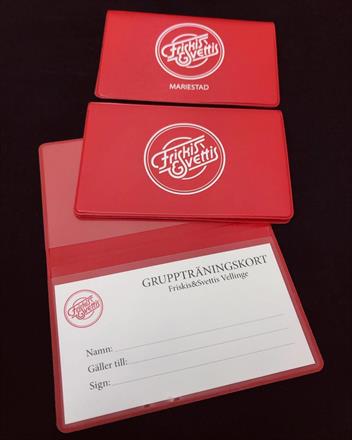 Friskis
&Svettis
MARIESTAD
Friskis
&Svettis
GRUPPTRÄNINGSKORT
Friskis&Svettis Vellinge
Friskis
&Svettis
Namn:
Gäller till:
Sign: